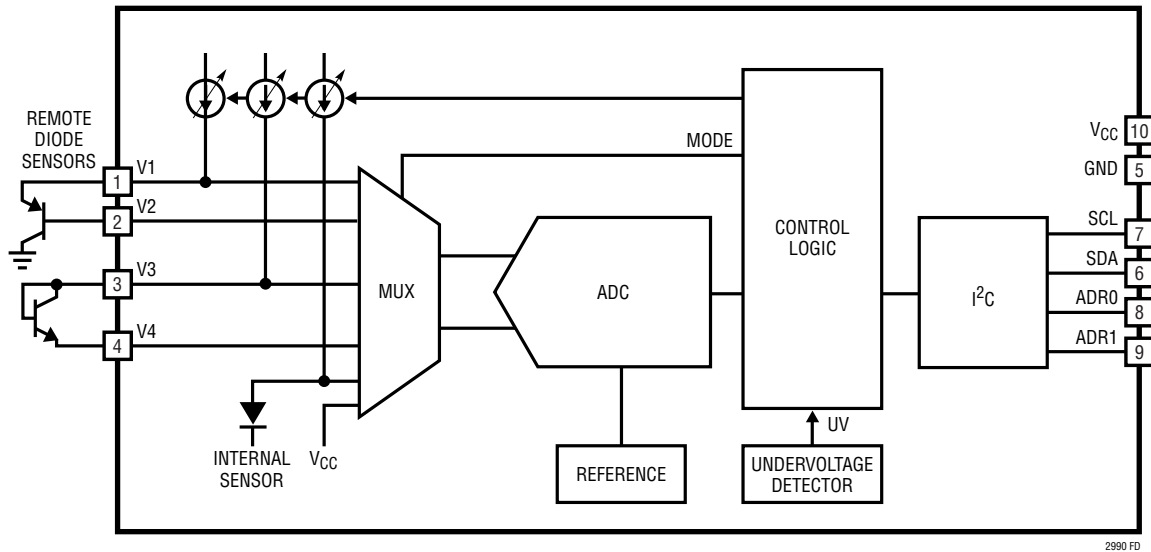 REMOTE
DIODE
SENSORS
1
V1
2
V2
3
V3
4
V4
MODE
MUX
ADC
CONTROL
LOGIC
I2C
VCC
10
GND
5
SCL
7
SDA
6
ADR0
8
ADR1
9
INTERNAL
SENSOR
VCC
REFERENCE
UV
UNDERVOLTAGE
DETECTOR
2990 FD